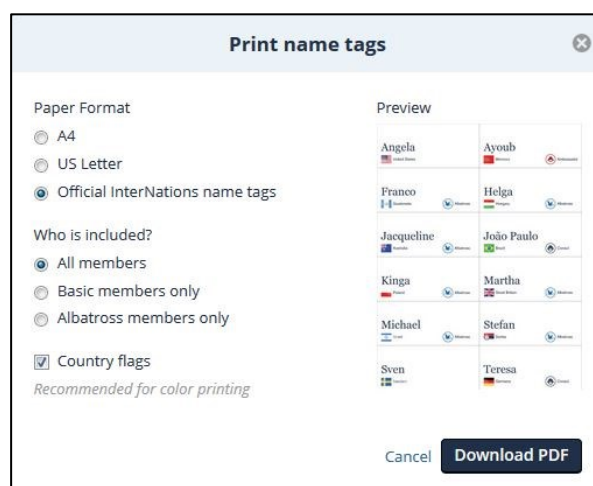 Print name tags
Paper Format
A4
US Letter
Official InterNations name tags
Who is included?
All members
Basic members only
Albatross members only
Country flags
Recommended for color printing
Preview
Angela
Ayoub
Franco
Helga
Jacqueline
João Paulo
Kinga
Martha
Michael
Stefan
Sven
Teresa
Cancel
Download PDF